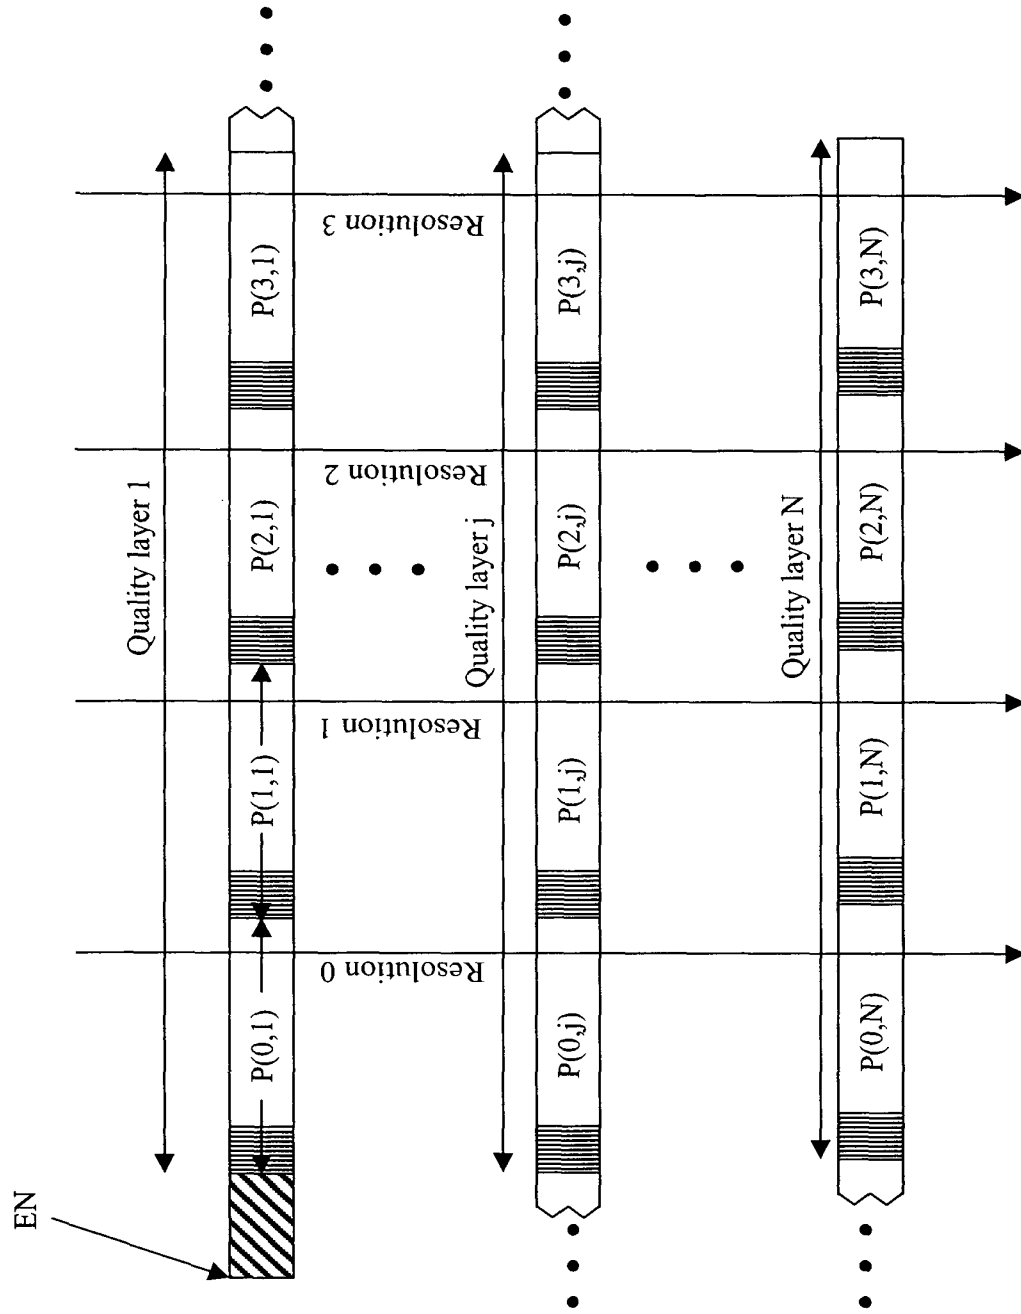 EN
Quality layer 1
P(0,1)
P(1,1)
P(2,1)
P(3,1)
Resolution 0
Resolution 1
Resolution 2
Resolution 3
Quality layer j
P(0,j)
P(1,j)
P(2,j)
P(3,j)
Quality layer N
P(0,N)
P(1,N)
P(2,N)
P(3,N)